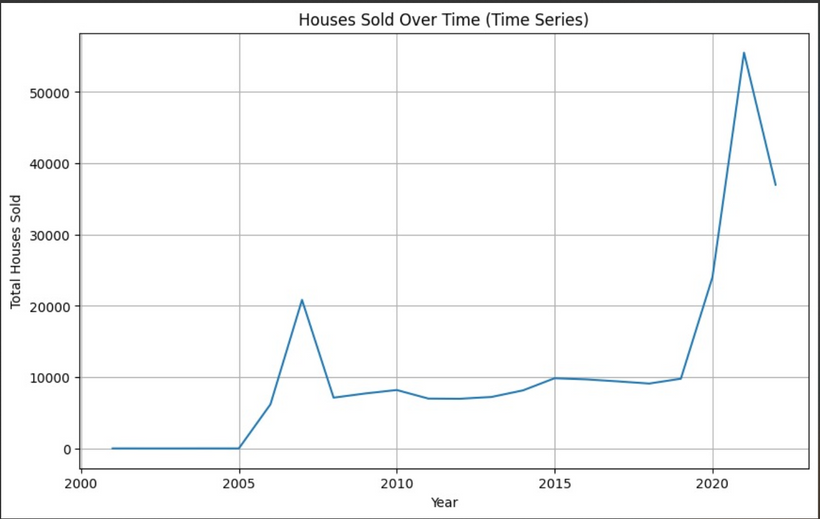 Houses Sold Over Time (Time Series)
Total Houses Sold
50000
40000
30000
20000
10000
0
2000 2005 2010 2015 2020
Year